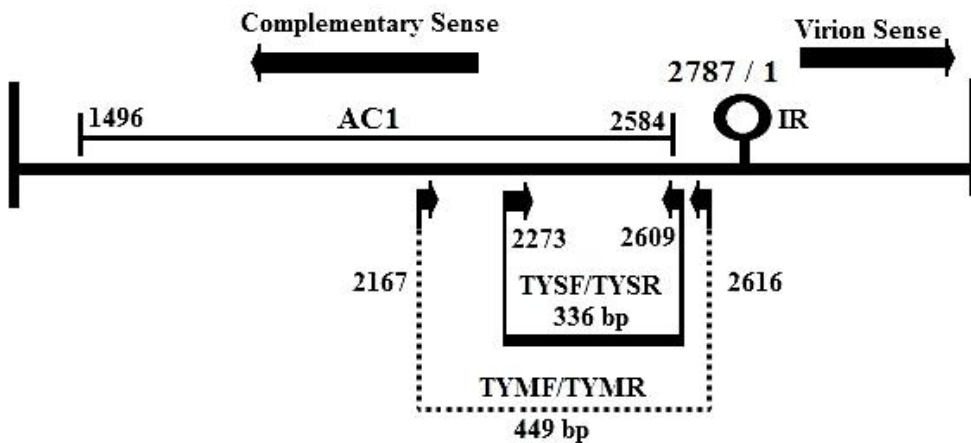 Complementary Sense
Virion Sense
2787 / 1
1496
AC1
2584
IR
2273
2609
2167
TYSF/TYSR
2616
336 bp
TYMF/TYMR
449 bp